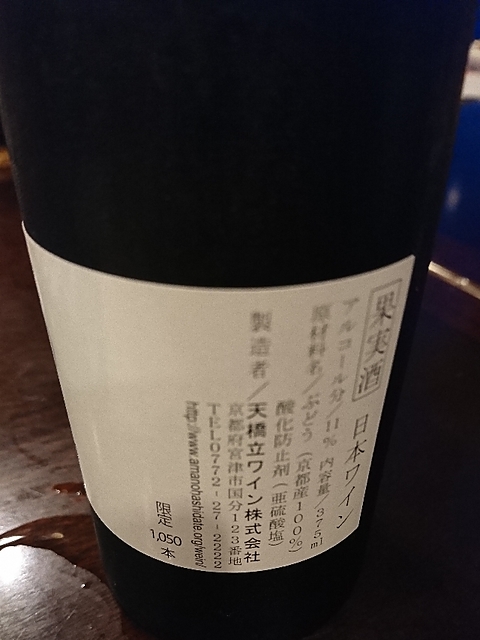 果実酒 日本ワイン
アルコール分/11% 内容量/375ml
原材料名/ぶどう(京都産100%)
酸化防止剤(亜硫酸塩)
製造者/天橋立ワイン株式会社
京都府宮津市国分123番地
TEL0772-27-2222
http://www.amanohashidate.org/wein/
限定
1,050
本